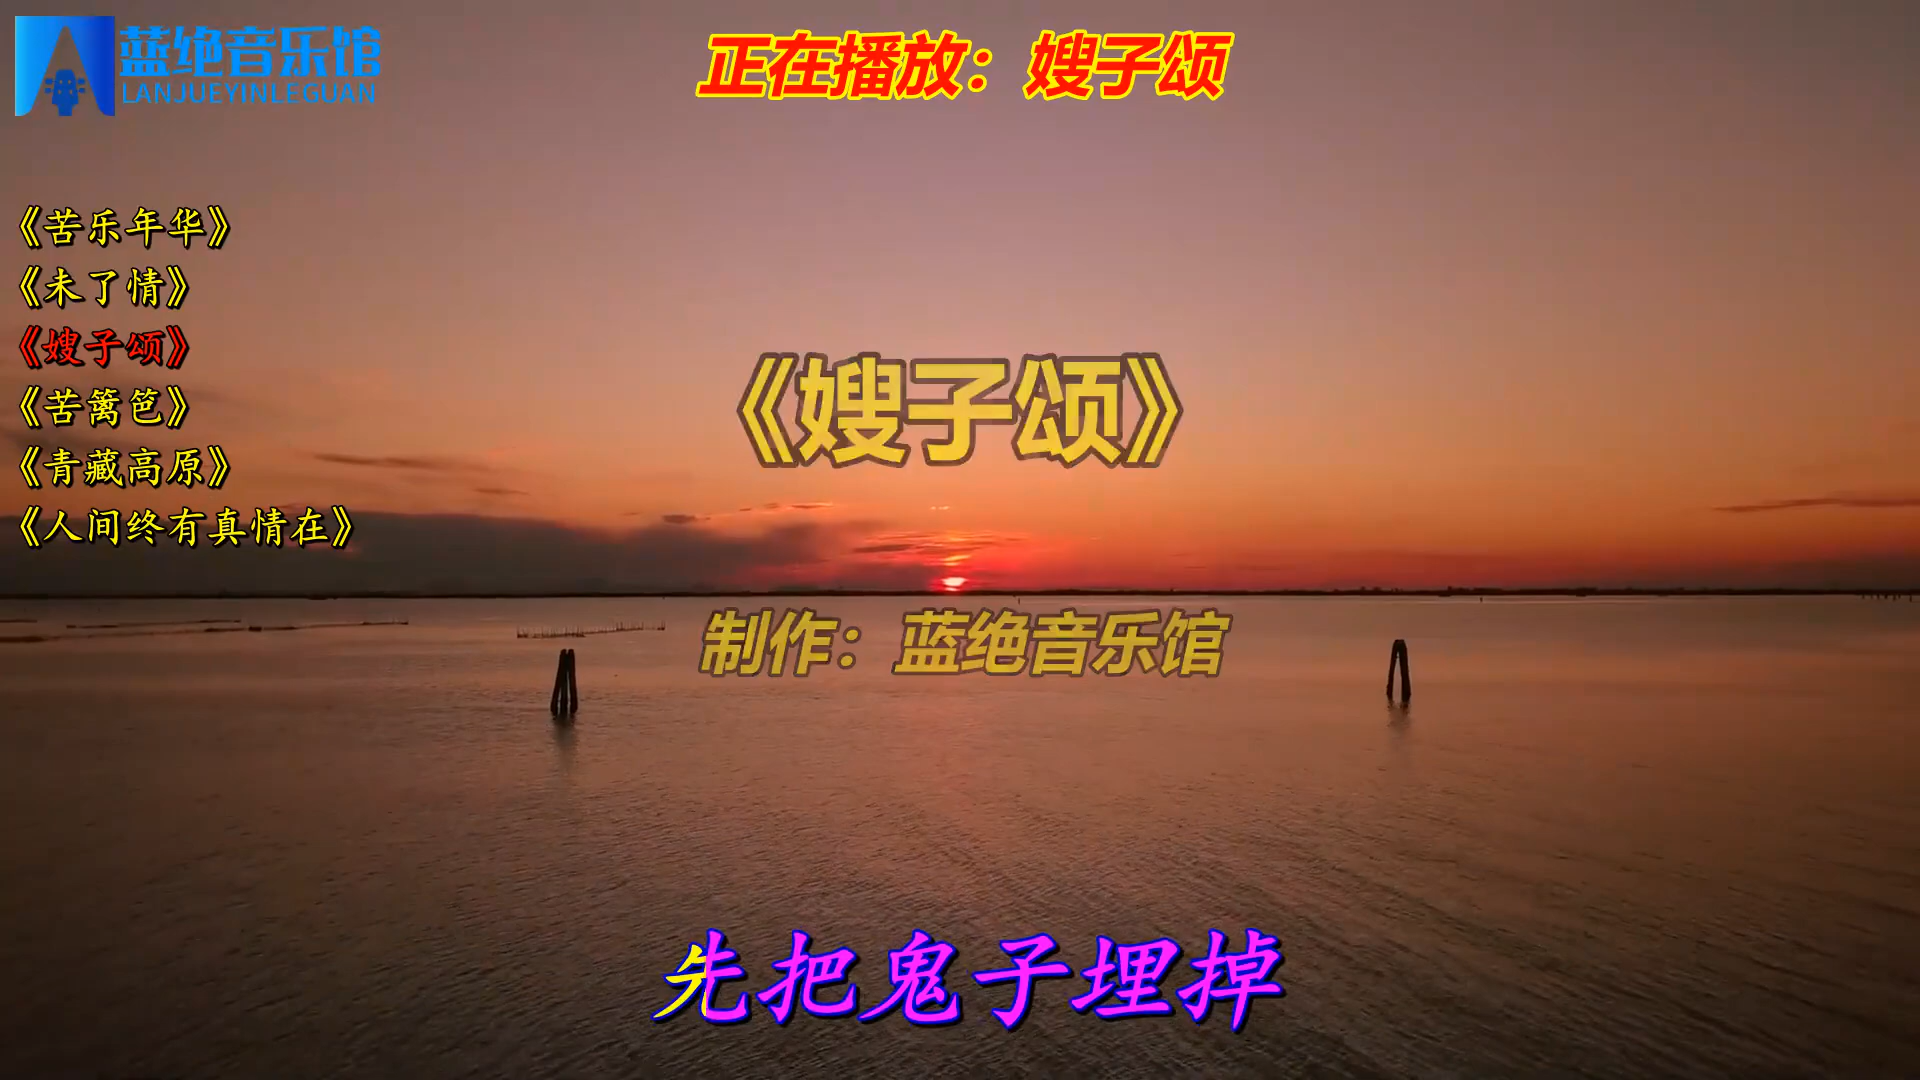 蓝绝音乐馆
LANJUEYINLEGUAN
正在播放：嫂子颂
《苦乐年华》
《未了情》
《嫂子颂》
《苦篱笆》
《青藏高原》
《人间终有真情在》
《嫂子颂》
制作：蓝绝音乐馆
先把鬼子埋掉